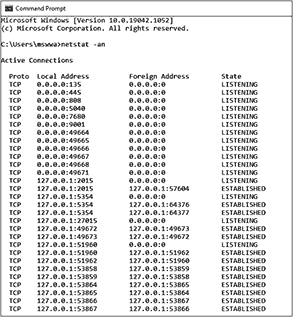 Command Prompt
Microsoft Windows [Version 10.0.19042.1052]
(c) Microsoft Corporation. All rights reserved.
C:\Users\mswwa>netstat -an
Active Connections
Proto Local Address Foreign Address State
TCP 0.0.0.0:135 0.0.0.0:0 LISTENING
TCP 0.0.0.0:445 0.0.0.0:0 LISTENING
TCP 0.0.0.0:808 0.0.0.0:0 LISTENING
TCP 0.0.0.0:5040 0.0.0.0:0 LISTENING
TCP 0.0.0.0:7680 0.0.0.0:0 LISTENING
TCP 0.0.0.0:9001 0.0.0.0:0 LISTENING
TCP 0.0.0.0:49664 0.0.0.0:0 LISTENING
TCP 0.0.0.0:49665 0.0.0.0:0 LISTENING
TCP 0.0.0.0:49666 0.0.0.0:0 LISTENING
TCP 0.0.0.0:49667 0.0.0.0:0 LISTENING
TCP 0.0.0.0:49668 0.0.0.0:0 LISTENING
TCP 0.0.0.0:49671 0.0.0.0:0 LISTENING
TCP 127.0.0.1:2015 0.0.0.0:0 LISTENING
TCP 127.0.0.1:2015 127.0.0.1:57604 ESTABLISHED
TCP 127.0.0.1:5354 0.0.0.0:0 LISTENING
TCP 127.0.0.1:5354 127.0.0.1:64376 ESTABLISHED
TCP 127.0.0.1:5354 127.0.0.1:64377 ESTABLISHED
TCP 127.0.0.1:27015 0.0.0.0:0 LISTENING
TCP 127.0.0.1:49672 127.0.0.1:49673 ESTABLISHED
TCP 127.0.0.1:49673 127.0.0.1:49672 ESTABLISHED
TCP 127.0.0.1:51960 0.0.0.0:0 LISTENING
TCP 127.0.0.1:51960 127.0.0.1:51962 ESTABLISHED
TCP 127.0.0.1:51962 127.0.0.1:51960 ESTABLISHED
TCP 127.0.0.1:53858 127.0.0.1:53859 ESTABLISHED
TCP 127.0.0.1:53859 127.0.0.1:53858 ESTABLISHED
TCP 127.0.0.1:53864 127.0.0.1:53865 ESTABLISHED
TCP 127.0.0.1:53865 127.0.0.1:53864 ESTABLISHED
TCP 127.0.0.1:53866 127.0.0.1:53867 ESTABLISHED
TCP 127.0.0.1:53867 127.0.0.1:53866 ESTABLISHED